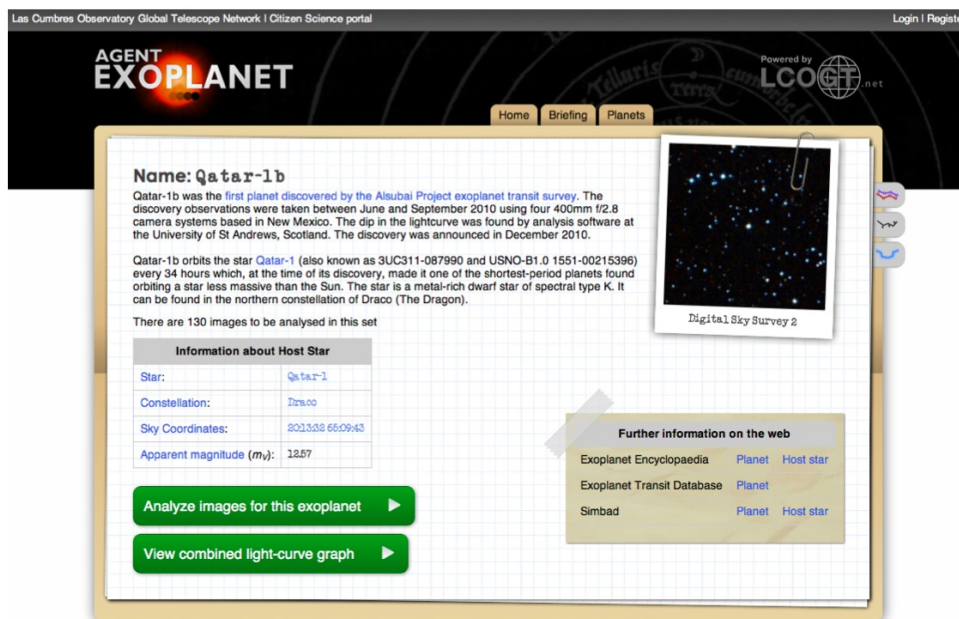 Las Cumbres Observatory Global Telescope Network | Citizen Science portal
Login | Registe
AGENT
EXOPLANET
Powered by
LCOGT.net
Home
Briefing
Planets
Name: Qatar-1b
Qatar-1b was the first planet discovered by the Alsubai Project exoplanet transit survey. The
discovery observations were taken between June and September 2010 using four 400mm f/2.8
camera systems based in New Mexico. The dip in the lightcurve was found by analysis software at
the University of St Andrews, Scotland. The discovery was announced in December 2010.
Qatar-1b orbits the star Qatar-1 (also known as 3UC311-087990 and USNO-B1.0 1551-00215396)
every 34 hours which, at the time of its discovery, made it one of the shortest-period planets found
orbiting a star less massive than the Sun. The star is a metal-rich dwarf star of spectral type K. It
can be found in the northern constellation of Draco (The Dragon).
There are 130 images to be analysed in this set
Digital Sky Survey 2
Information about Host Star
Star: Qatar-1
Constellation: Draco
Sky Coordinates: 20:13:32 65:09:43
Apparent magnitude (mV): 12.57
Analyze images for this exoplanet
View combined light-curve graph
Further information on the web
Exoplanet Encyclopaedia Planet Host star
Exoplanet Transit Database Planet
Simbad Planet Host star